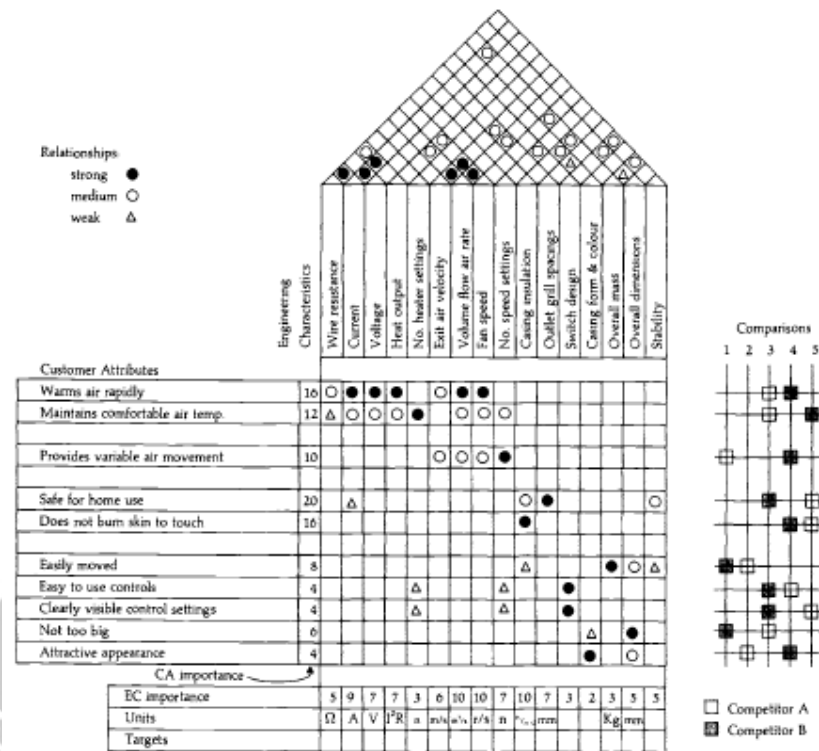 Relationships
strong
medium
weak
Engineering
Characteristics
Wire resistance
Current
Voltage
Heat output
No. heater settings
Exit air velocity
Volume flow air rate
Fan speed
No. speed settings
Casing insulation
Outlet grill spacings
Switch design
Casing form & colour
Overall mass
Overall dimensions
Stability
Comparisons
1 2 3 4 5
Customer Attributes
Warms air rapidly 16
Maintains comfortable air temp. 12
Provides variable air movement 10
Safe for home use 20
Does not burn skin to touch 16
Easily moved 8
Easy to use controls 4
Clearly visible control settings 4
Not too big 6
Attractive appearance 4
CA importance
EC importance 5 9 7 7 3 6 10 10 7 10 7 3 2 3 5 5
Units Ω A V I²R n m/s r/s n mm Kg mm
Targets
Competitor A
Competitor B